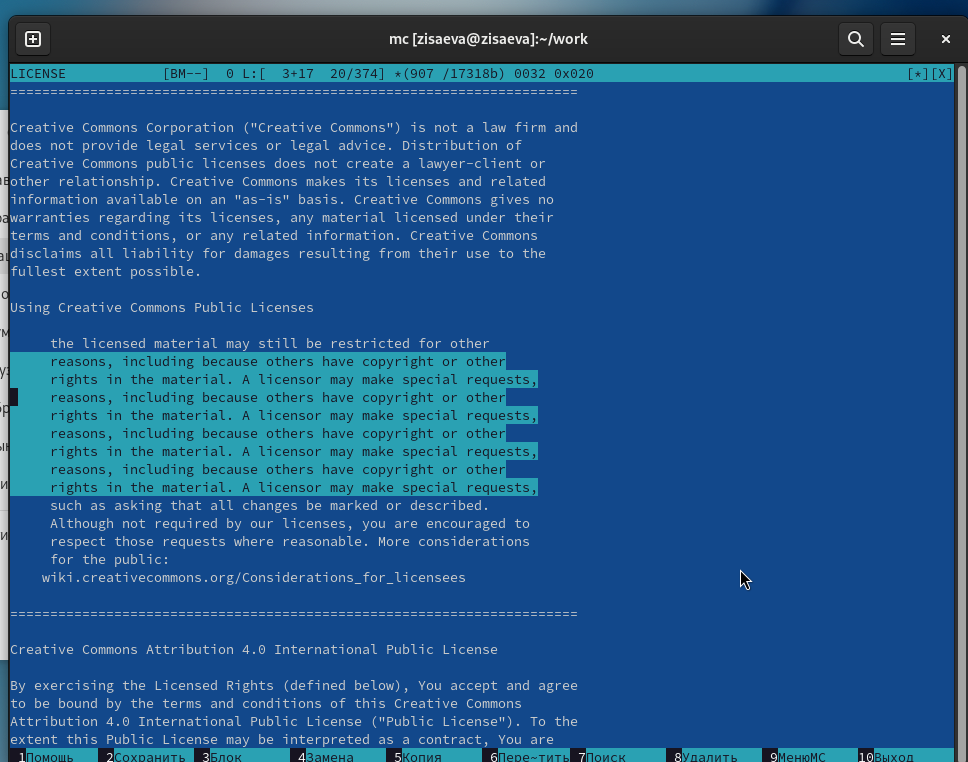 mc [zisaeva@zisaeva]:~/work
LICENSE [BM--] 0 L:[ 3+17 20/374] *(907 /17318b) 0032 0x020 [*][X]
=======================================================================
Creative Commons Corporation ("Creative Commons") is not a law firm and
does not provide legal services or legal advice. Distribution of
Creative Commons public licenses does not create a lawyer-client or
other relationship. Creative Commons makes its licenses and related
information available on an "as-is" basis. Creative Commons gives no
warranties regarding its licenses, any material licensed under their
terms and conditions, or any related information. Creative Commons
disclaims all liability for damages resulting from their use to the
fullest extent possible.
Using Creative Commons Public Licenses
the licensed material may still be restricted for other
reasons, including because others have copyright or other
rights in the material. A licensor may make special requests,
reasons, including because others have copyright or other
rights in the material. A licensor may make special requests,
reasons, including because others have copyright or other
rights in the material. A licensor may make special requests,
reasons, including because others have copyright or other
rights in the material. A licensor may make special requests,
such as asking that all changes be marked or described.
Although not required by our licenses, you are encouraged to
respect those requests where reasonable. More considerations
for the public:
wiki.creativecommons.org/Considerations_for_licensees
=======================================================================
Creative Commons Attribution 4.0 International Public License
By exercising the Licensed Rights (defined below), You accept and agree
to be bound by the terms and conditions of this Creative Commons
Attribution 4.0 International Public License ("Public License"). To the
extent this Public License may be interpreted as a contract, You are
1Помощь 2Сохранить 3Блок 4Замена 5Копия 6Пере~тить 7Поиск 8Удалить 9МенюMC 10Выход